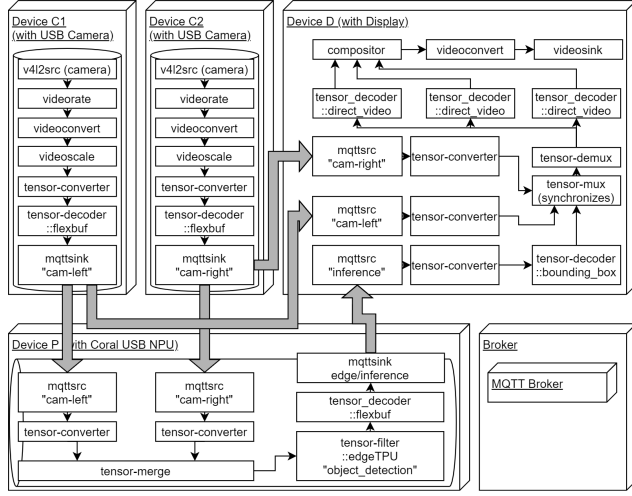 Device C1
(with USB Camera)
v4l2src (camera)
videorate
videoconvert
videoscale
tensor-converter
tensor-decoder
::flexbuf
mqttsink
"cam-left"
Device C2
(with USB Camera)
v4l2src (camera)
videorate
videoconvert
videoscale
tensor-converter
tensor-decoder
::flexbuf
mqttsink
"cam-right"
Device D (with Display)
compositor
videoconvert
videosink
tensor_decoder
::direct_video
tensor_decoder
::direct_video
tensor_decoder
::direct_video
mqttsrc
"cam-right"
tensor-converter
tensor-demux
tensor-mux
(synchronizes)
mqttsrc
"cam-left"
tensor-converter
mqttsrc
"inference"
tensor-converter
tensor-decoder
::bounding_box
Device P (with Coral USB NPU)
mqttsrc
"cam-left"
tensor-converter
mqttsrc
"cam-right"
tensor-converter
tensor-merge
mqttsink
edge/inference
tensor_decoder
::flexbuf
tensor-filter
::edgeTPU
"object_detection"
Broker
MQTT Broker